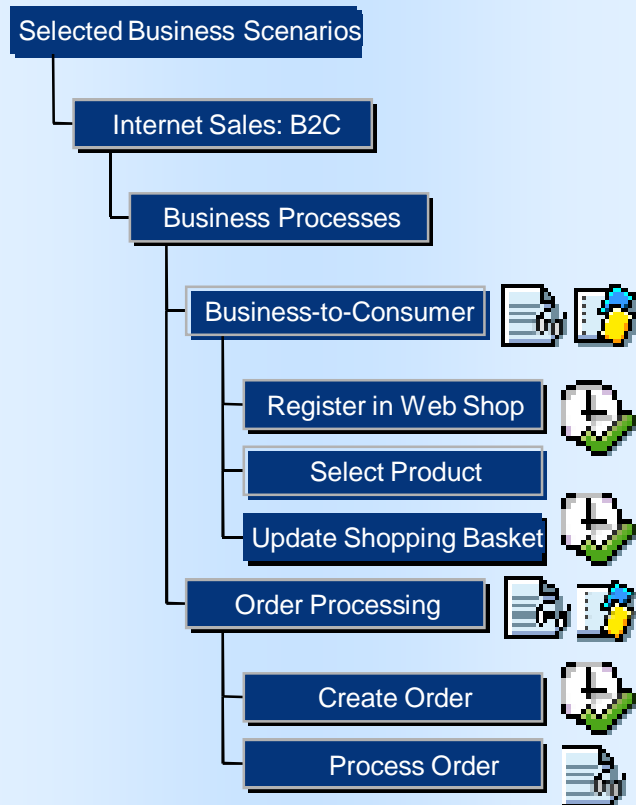 Selected Business Scenarios
Internet Sales: B2C
Business Processes
Business-to-Consumer
Register in Web Shop
Select Product
Update Shopping Basket
Order Processing
Create Order
Process Order